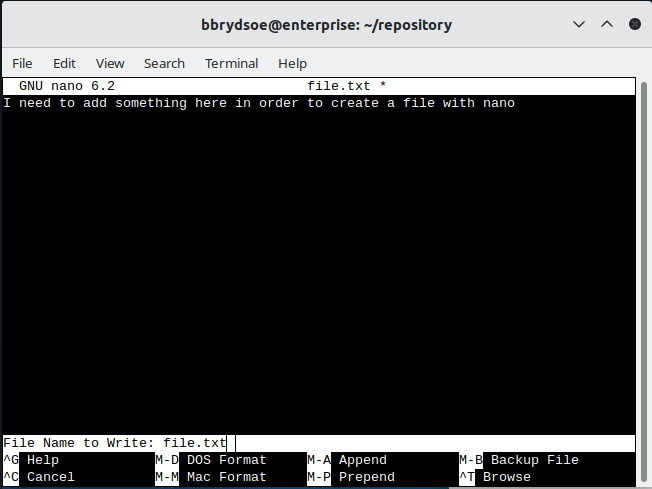 bbrydsoe@enterprise: ~/repository
File Edit View Search Terminal Help
GNU nano 6.2 file.txt *
I need to add something here in order to create a file with nano
File Name to Write: file.txt
^G Help M-D DOS Format M-A Append M-B Backup File
^C Cancel M-M Mac Format M-P Prepend ^T Browse